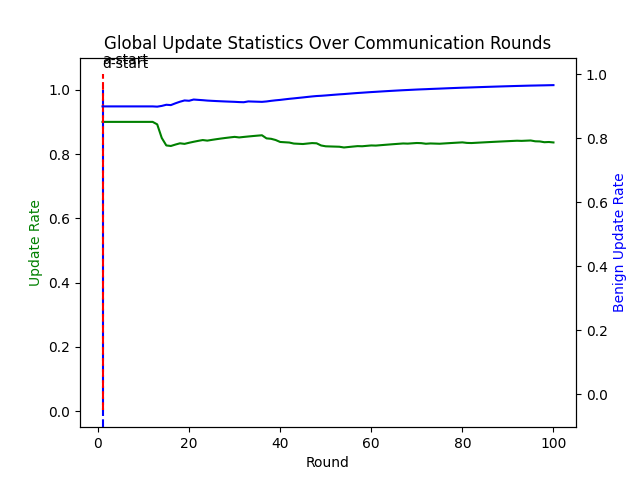 Global Update Statistics Over Communication Rounds
a-start
d-start
1.0
0.8
0.6
0.4
0.2
0.0
Update Rate
1.0
0.8
0.6
0.4
0.2
0.0
Benign Update Rate
0 20 40 60 80 100
Round